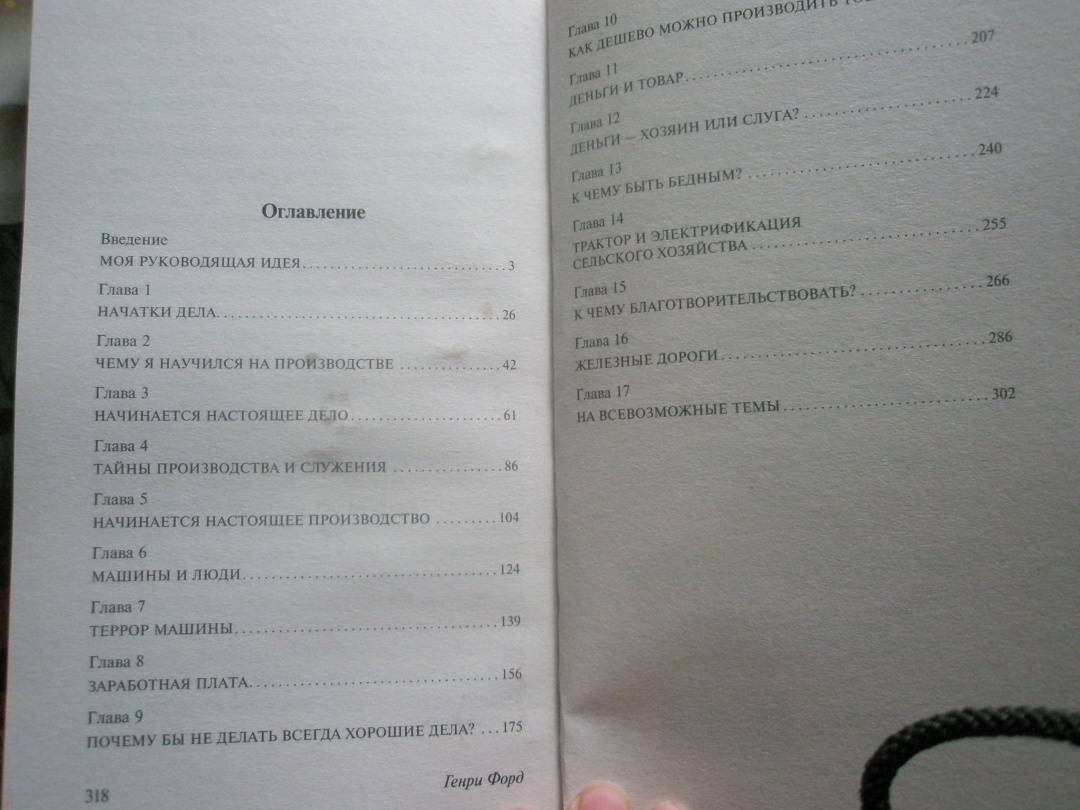 Оглавление
Введение
МОЯ РУКОВОДЯЩАЯ ИДЕЯ..............................3
Глава 1
НАЧАТКИ ДЕЛА.......................................26
Глава 2
ЧЕМУ Я НАУЧИЛСЯ НА ПРОИЗВОДСТВЕ ................42
Глава 3
НАЧИНАЕТСЯ НАСТОЯЩЕЕ ДЕЛО.......................61
Глава 4
ТАЙНЫ ПРОИЗВОДСТВА И СЛУЖЕНИЯ .................86
Глава 5
НАЧИНАЕТСЯ НАСТОЯЩЕЕ ПРОИЗВОДСТВО .........104
Глава 6
МАШИНЫ И ЛЮДИ...................................124
Глава 7
ТЕРРОР МАШИНЫ...................................139
Глава 8
ЗАРАБОТНАЯ ПЛАТА.................................156
Глава 9
ПОЧЕМУ БЫ НЕ ДЕЛАТЬ ВСЕГДА ХОРОШИЕ ДЕЛА? ...175
318
Генри Форд
Глава 10
КАК ДЕШЕВО МОЖНО ПРОИЗВОДИТЬ
Глава 11
ДЕНЬГИ И ТОВАР.......................................207
Глава 12
ДЕНЬГИ — ХОЗЯИН ИЛИ СЛУГА? .......................224
Глава 13
К ЧЕМУ БЫТЬ БЕДНЫМ? ..............................240
Глава 14
ТРАКТОР И ЭЛЕКТРИФИКАЦИЯ
СЕЛЬСКОГО ХОЗЯЙСТВА ..............................255
Глава 15
К ЧЕМУ БЛАГОТВОРИТЕЛЬСТВОВАТЬ? .................266
Глава 16
ЖЕЛЕЗНЫЕ ДОРОГИ...................................286
Глава 17
НА ВСЕВОЗМОЖНЫЕ ТЕМЫ............................302